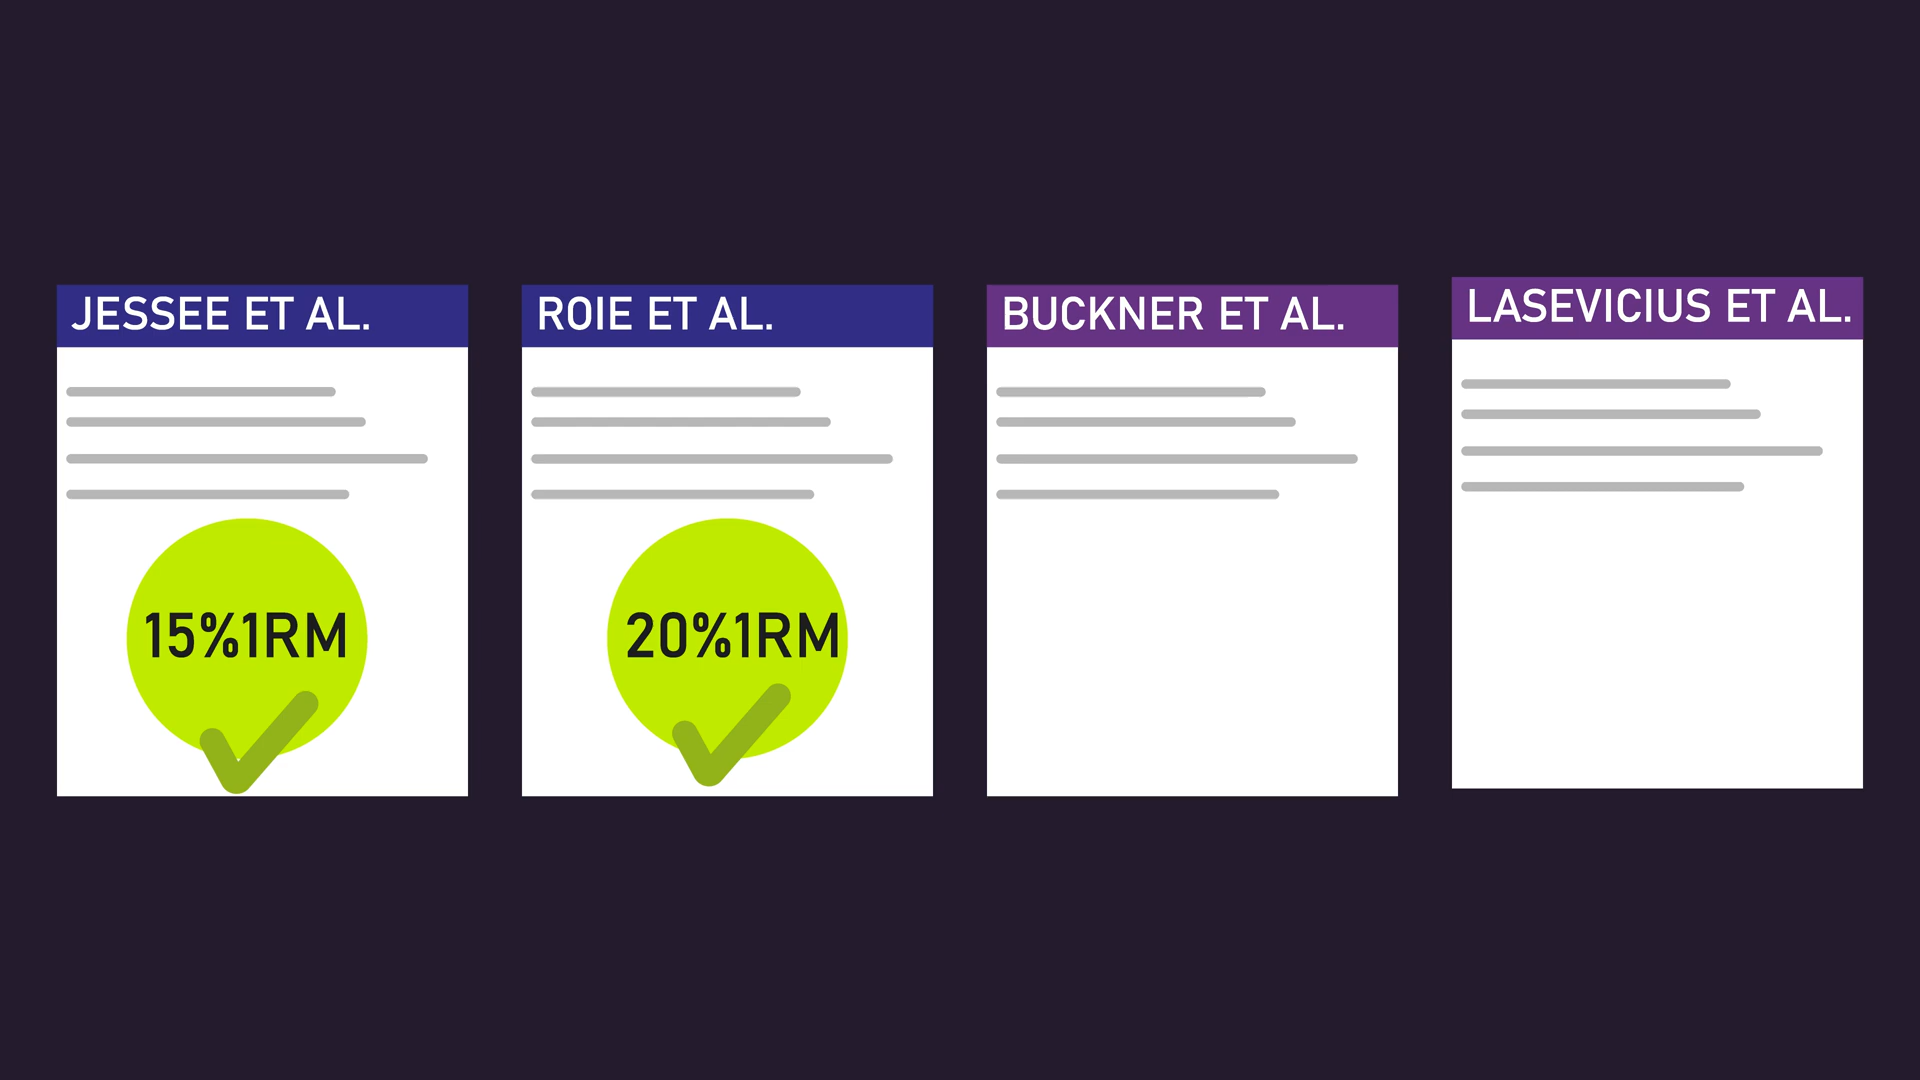 JESSEE ET AL.
ROIE ET AL.
BUCKNER ET AL.
LASEVICIUS ET AL.
15%1RM
20%1RM